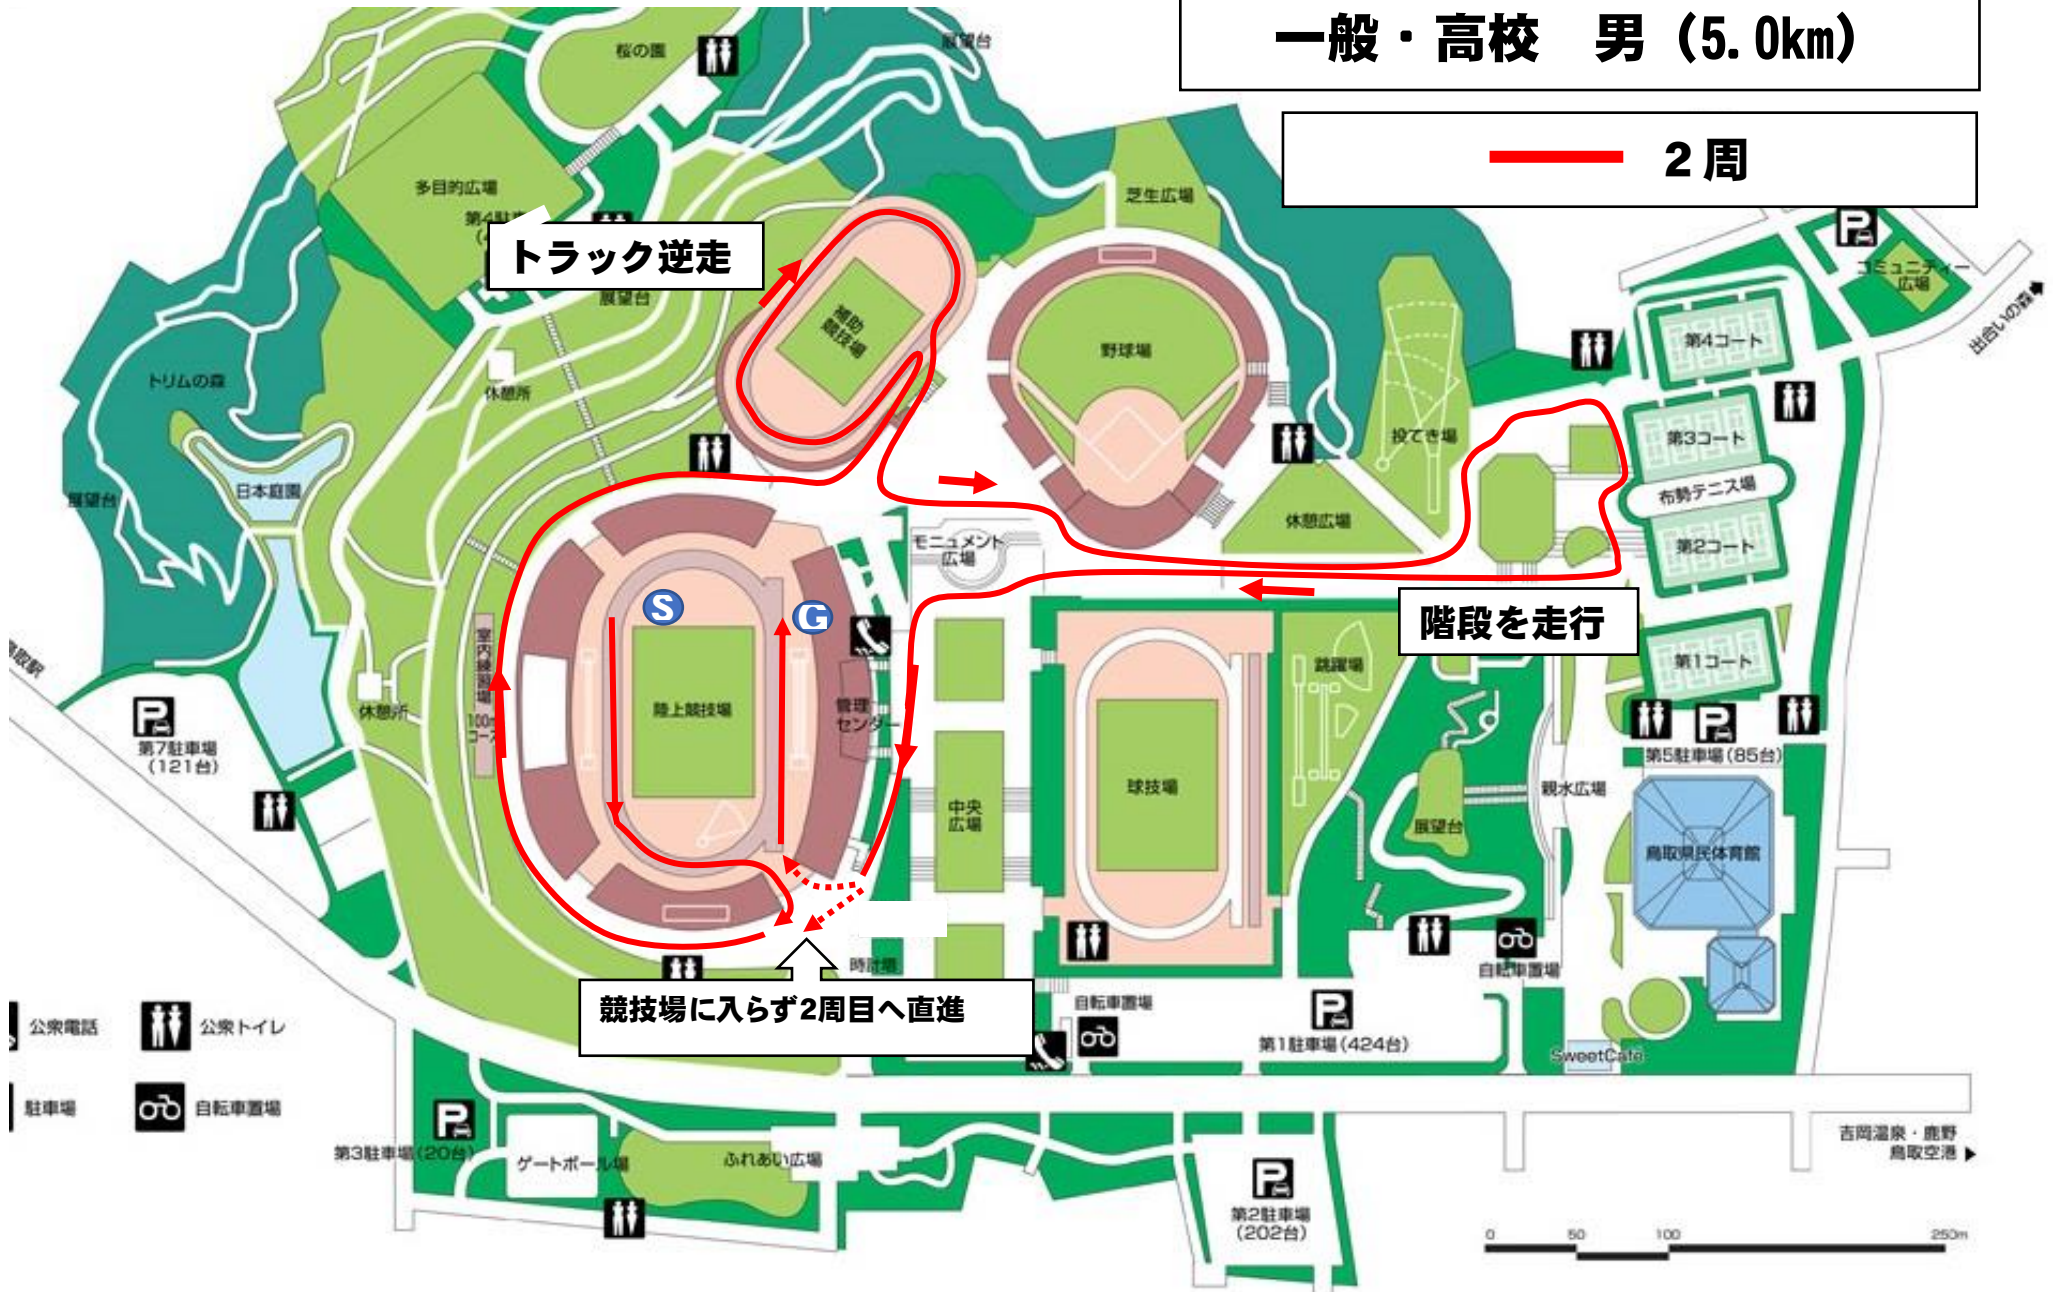 一般・高校　男（5.0km）
２周
桜の園
展望台
多目的広場
芝生広場
トラック逆走
展望台
補助
競技場
野球場
コミュニティー
広場
出合いの森
第4コート
トリムの森
休憩所
投てき場
第3コート
布勢テニス場
日本庭園
展望台
休憩広場
モニュメント
広場
第2コート
S
G
階段を走行
室内練習場
跳躍場
第1コート
陸上競技場
管理
センター
休憩所
100m
コース
P
第7駐車場
（121台）
P
第5駐車場（85台）
球技場
中央
広場
親水広場
展望台
鳥取県民体育館
時計塔
自転車置場
競技場に入らず2周目へ直進
自転車置場
P
第1駐車場（424台）
SweetCafé
公衆電話
公衆トイレ
駐車場
自転車置場
P
第3駐車場（20台）
ゲートボール場
ふれあい広場
吉岡温泉・鹿野
鳥取空港
P
第2駐車場
（202台）
0
50
100
250m